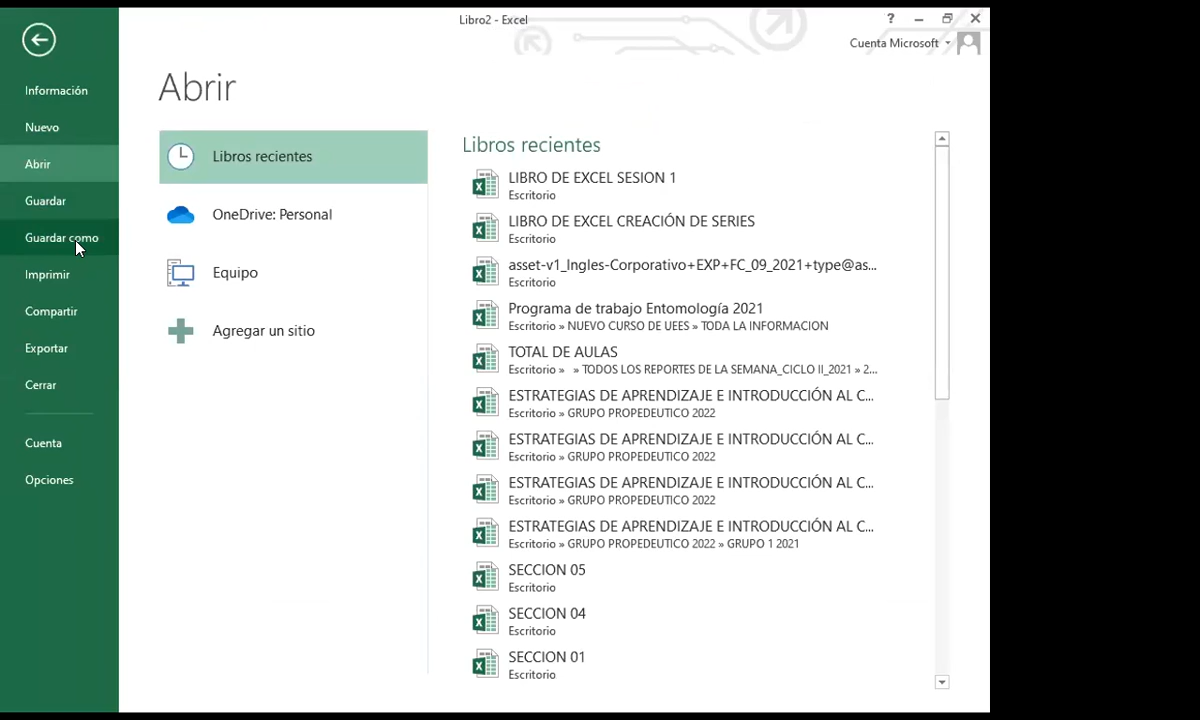 Libro2 - Excel
?
Cuenta Microsoft
Información
Nuevo
Abrir
Guardar
Guardar como
Imprimir
Compartir
Exportar
Cerrar
Cuenta
Opciones
Abrir
Libros recientes
OneDrive: Personal
Equipo
Agregar un sitio
Libros recientes
LIBRO DE EXCEL SESION 1
Escritorio
LIBRO DE EXCEL CREACIÓN DE SERIES
Escritorio
asset-v1_Ingles-Corporativo+EXP+FC_09_2021+type@as...
Escritorio
Programa de trabajo Entomología 2021
Escritorio » NUEVO CURSO DE UEES » TODA LA INFORMACION
TOTAL DE AULAS
Escritorio » » TODOS LOS REPORTES DE LA SEMANA_CICLO II_2021 » 2...
ESTRATEGIAS DE APRENDIZAJE E INTRODUCCIÓN AL C...
Escritorio » GRUPO PROPEDEUTICO 2022
ESTRATEGIAS DE APRENDIZAJE E INTRODUCCIÓN AL C...
Escritorio » GRUPO PROPEDEUTICO 2022
ESTRATEGIAS DE APRENDIZAJE E INTRODUCCIÓN AL C...
Escritorio » GRUPO PROPEDEUTICO 2022
ESTRATEGIAS DE APRENDIZAJE E INTRODUCCIÓN AL C...
Escritorio » GRUPO PROPEDEUTICO 2022 » GRUPO 1 2021
SECCION 05
Escritorio
SECCION 04
Escritorio
SECCION 01
Escritorio